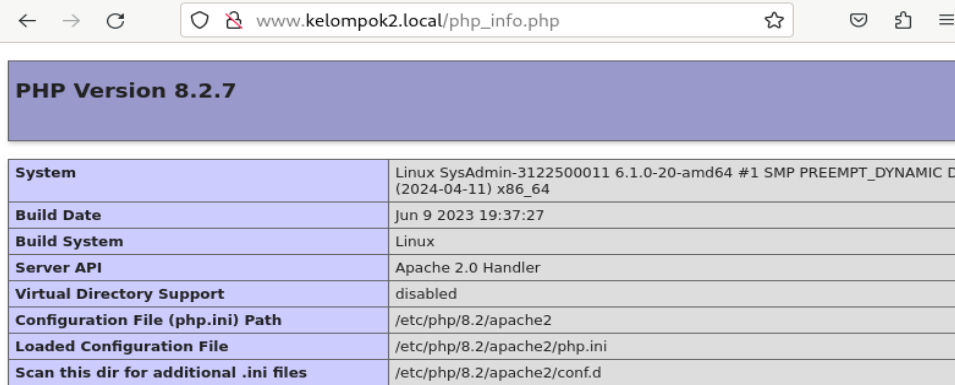 www.kelompok2.local/php_info.php
PHP Version 8.2.7
System Linux SysAdmin-3122500011 6.1.0-20-amd64 #1 SMP PREEMPT_DYNAMIC D
(2024-04-11) x86_64
Build Date Jun 9 2023 19:37:27
Build System Linux
Server API Apache 2.0 Handler
Virtual Directory Support disabled
Configuration File (php.ini) Path /etc/php/8.2/apache2
Loaded Configuration File /etc/php/8.2/apache2/php.ini
Scan this dir for additional .ini files /etc/php/8.2/apache2/conf.d